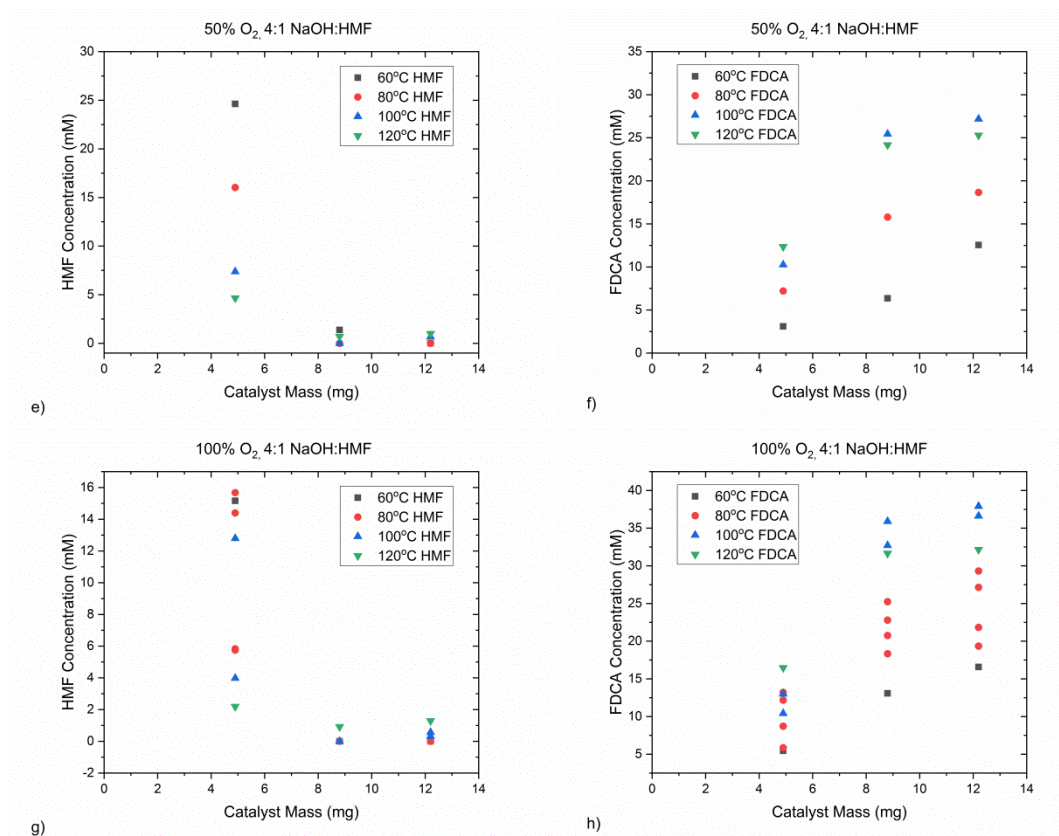 50% O₂, 4:1 NaOH:HMF
30
25
20
15
10
5
0
HMF Concentration (mM)
60°C HMF
80°C HMF
100°C HMF
120°C HMF
0 2 4 6 8 10 12 14
Catalyst Mass (mg)
e)
50% O₂, 4:1 NaOH:HMF
35
30
25
20
15
10
5
0
FDCA Concentration (mM)
60°C FDCA
80°C FDCA
100°C FDCA
120°C FDCA
0 2 4 6 8 10 12 14
Catalyst Mass (mg)
f)
100% O₂, 4:1 NaOH:HMF
16
14
12
10
8
6
4
2
0
-2
HMF Concentration (mM)
60°C HMF
80°C HMF
100°C HMF
120°C HMF
0 2 4 6 8 10 12 14
Catalyst Mass (mg)
g)
100% O₂, 4:1 NaOH:HMF
40
35
30
25
20
15
10
5
FDCA Concentration (mM)
60°C FDCA
80°C FDCA
100°C FDCA
120°C FDCA
0 2 4 6 8 10 12 14
Catalyst Mass (mg)
h)